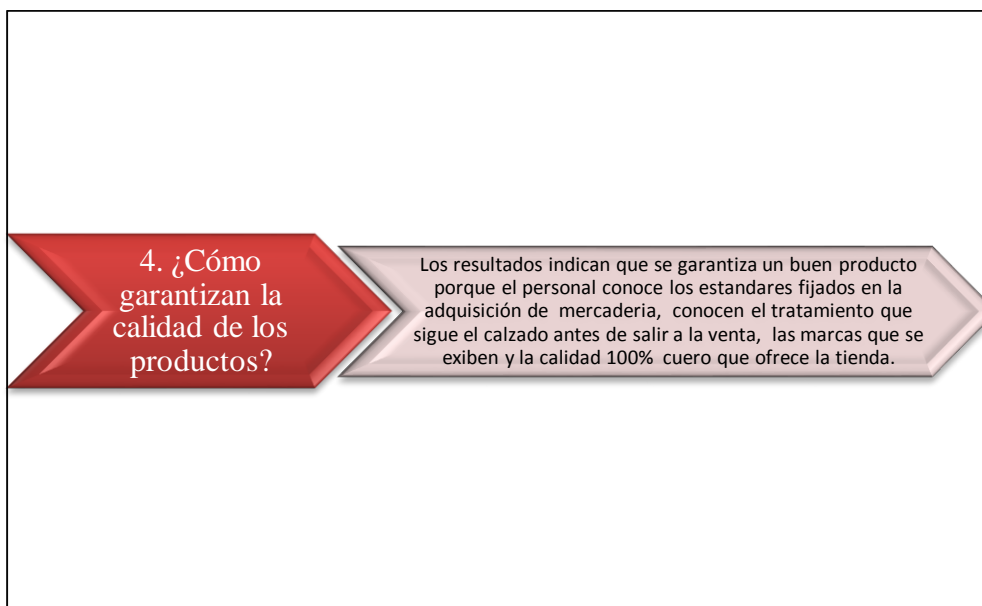 4. ¿Cómo
garantizan la
calidad de los
productos?
Los resultados indican que se garantiza un buen producto
porque el personal conoce los estandares fijados en la
adquisición de mercaderia, conocen el tratamiento que
sigue el calzado antes de salir a la venta, las marcas que se
exiben y la calidad 100% cuero que ofrece la tienda.